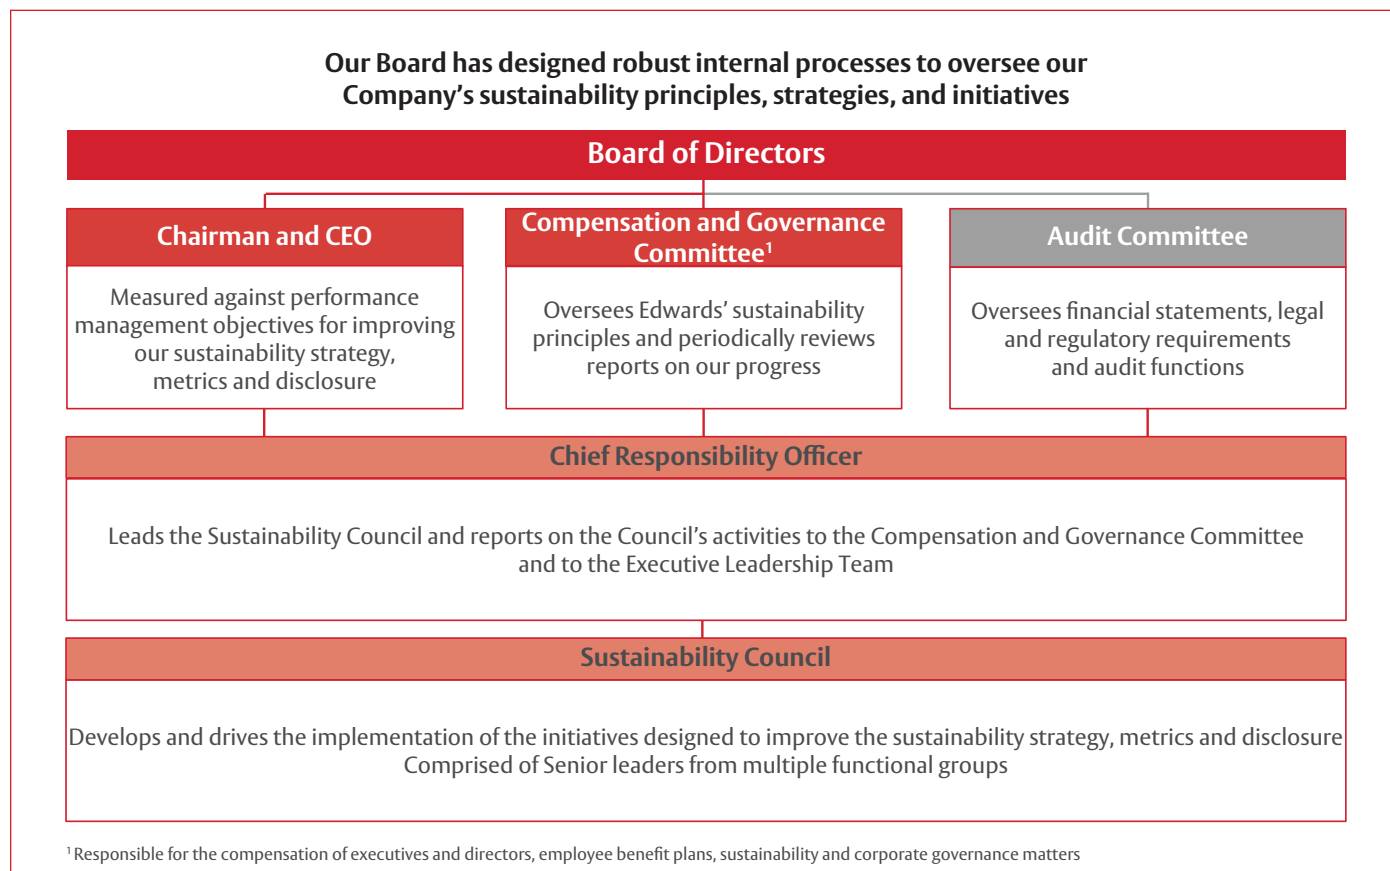 Our Board has designed robust internal processes to oversee our
Company’s sustainability principles, strategies, and initiatives
Board of Directors
Chairman and CEO
Measured against performance
management objectives for improving
our sustainability strategy,
metrics and disclosure
Compensation and Governance
Committee¹
Oversees Edwards’ sustainability
principles and periodically reviews
reports on our progress
Audit Committee
Oversees financial statements, legal
and regulatory requirements
and audit functions
Chief Responsibility Officer
Leads the Sustainability Council and reports on the Council’s activities to the Compensation and Governance Committee
and to the Executive Leadership Team
Sustainability Council
Develops and drives the implementation of the initiatives designed to improve the sustainability strategy, metrics and disclosure
Comprised of Senior leaders from multiple functional groups
¹ Responsible for the compensation of executives and directors, employee benefit plans, sustainability and corporate governance matters